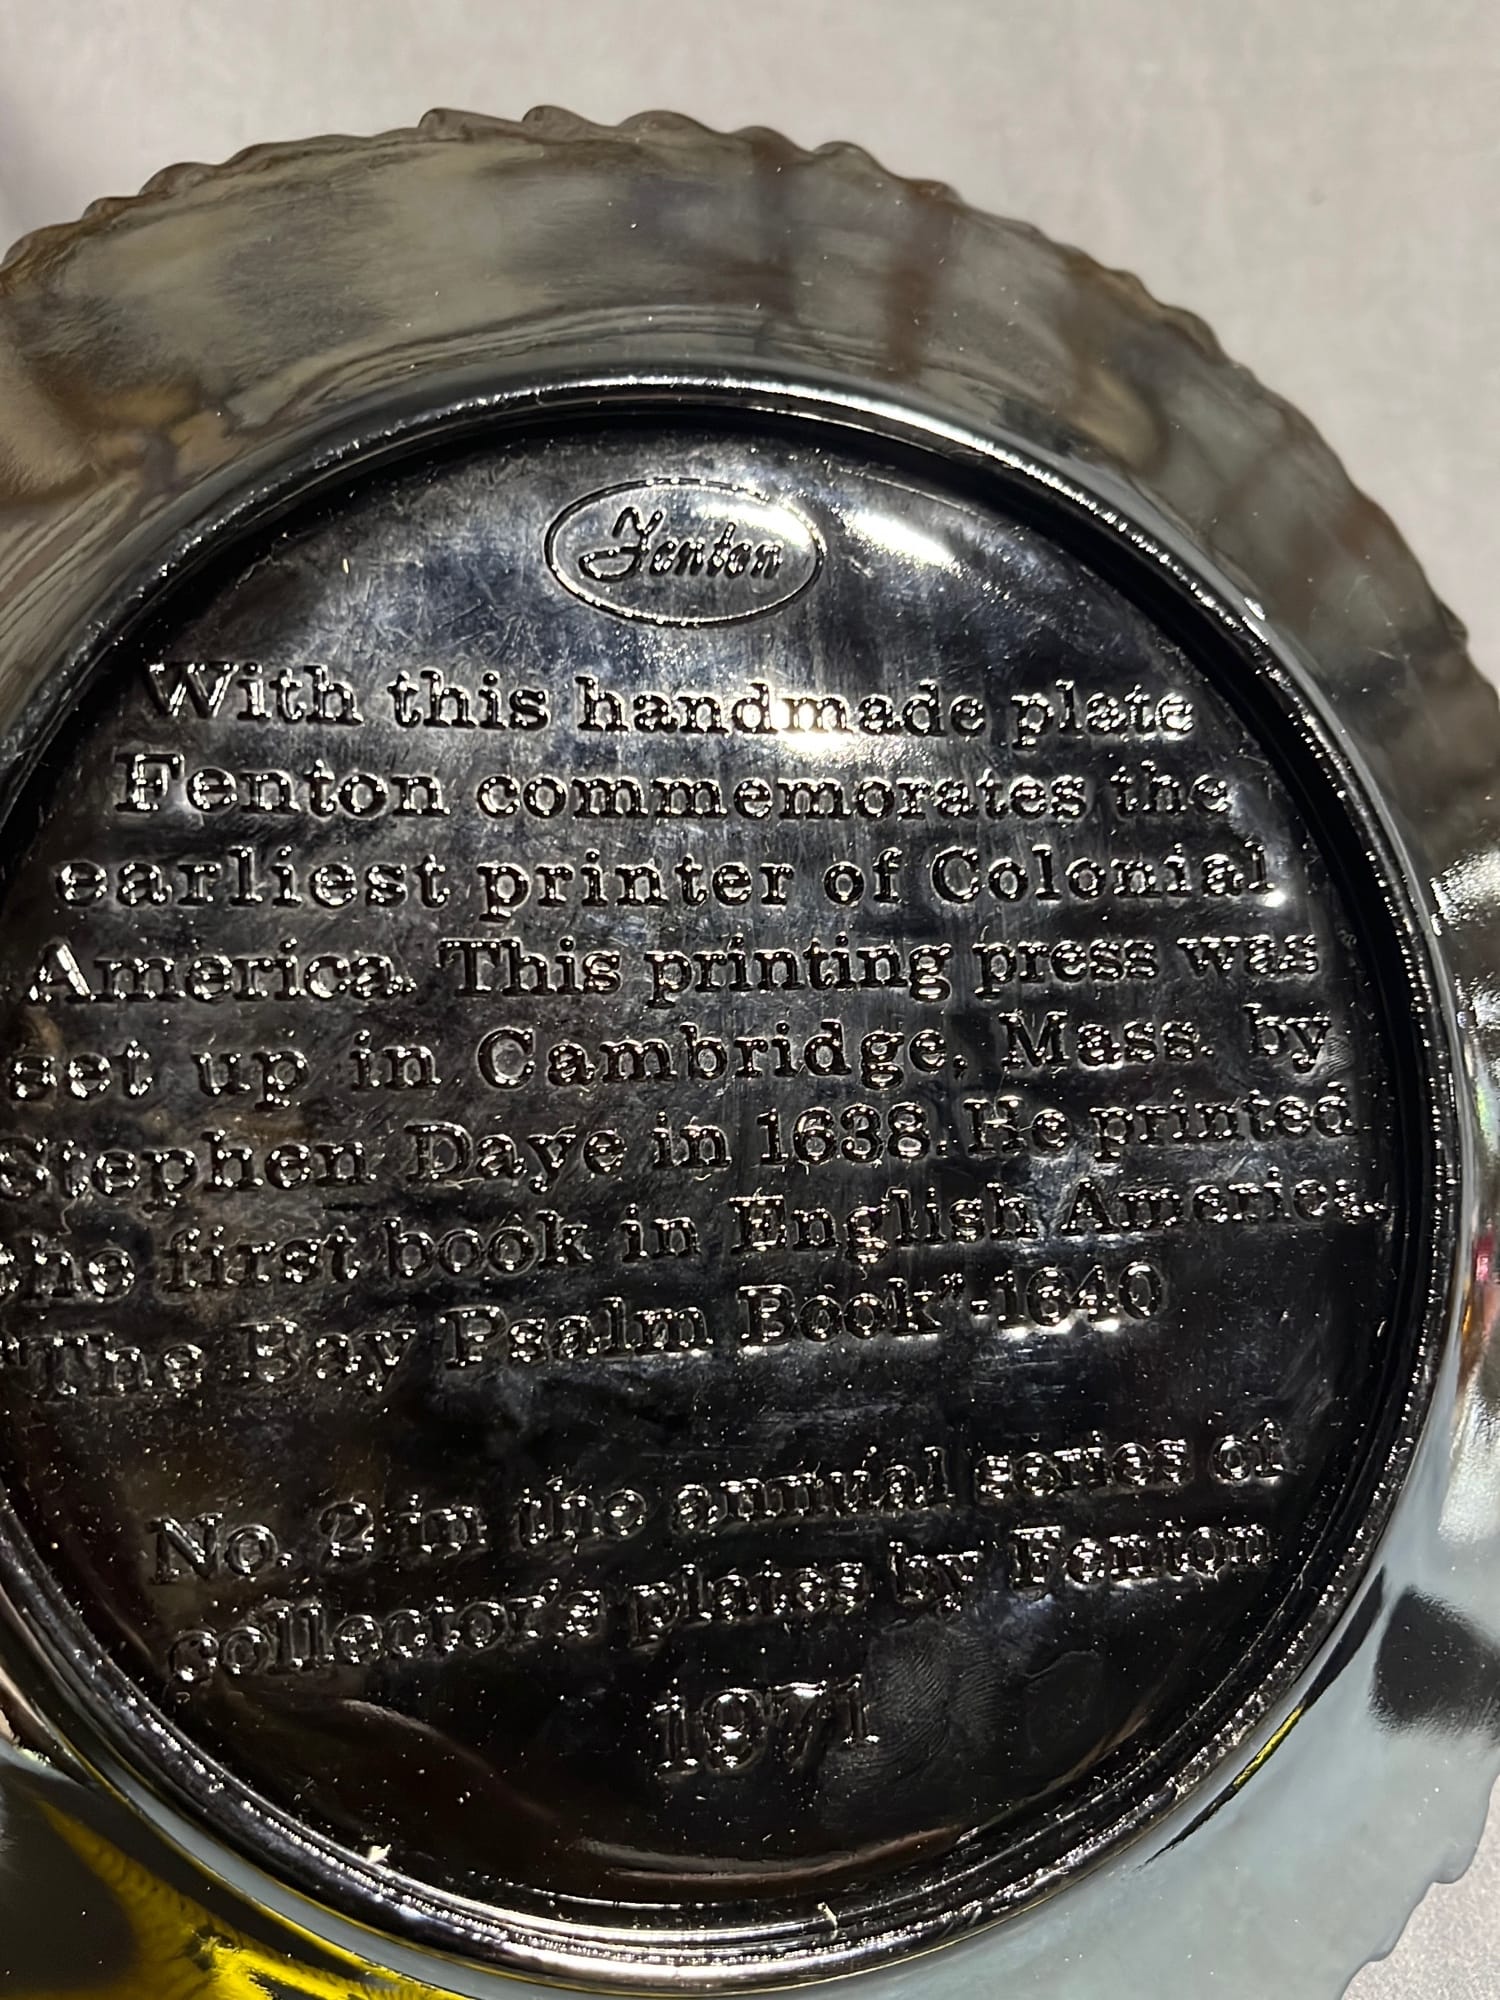 Fenton
With this handmade plate
Fenton commemorates the
earliest printer of Colonial
America. This printing press was
set up in Cambridge, Mass. by
Stephen Daye in 1638. He printed
the first book in English America
"The Bay Psalm Book"-1640
No. 2 in the annual series of
collector's plates by Fenton
1971